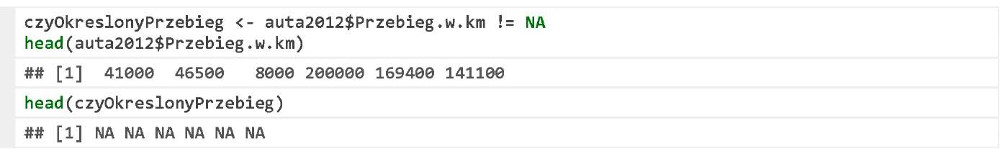 czyOkreslonyPrzebieg <- auta2012$Przebieg.w.km != NA
head(auta2012$Przebieg.w.km)
## [1]  41000  46500   8000 200000 169400 141100
head(czyOkreslonyPrzebieg)
## [1] NA NA NA NA NA NA